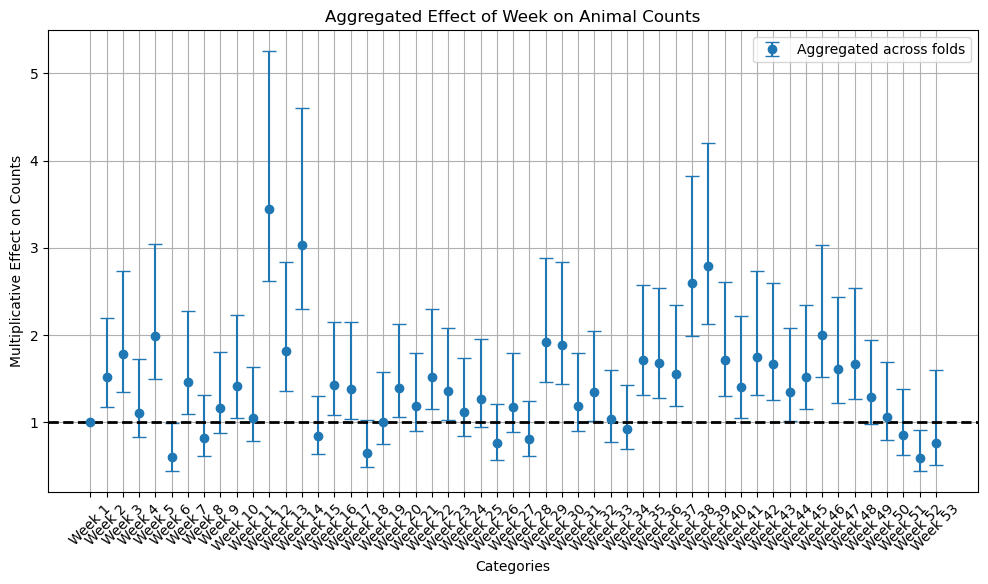 Aggregated Effect of Week on Animal Counts
Aggregated across folds
Multiplicative Effect on Counts
5
4
3
2
1
Week 1
Week 2
Week 3
Week 4
Week 5
Week 6
Week 7
Week 8
Week 9
Week 10
Week 11
Week 12
Week 13
Week 14
Week 15
Week 16
Week 17
Week 18
Week 19
Week 20
Week 21
Week 22
Week 23
Week 24
Week 25
Week 26
Week 27
Week 28
Week 29
Week 30
Week 31
Week 32
Week 33
Week 34
Week 35
Week 36
Week 37
Week 38
Week 39
Week 40
Week 41
Week 42
Week 43
Week 44
Week 45
Week 46
Week 47
Week 48
Week 49
Week 50
Week 51
Week 52
Week 53
Categories